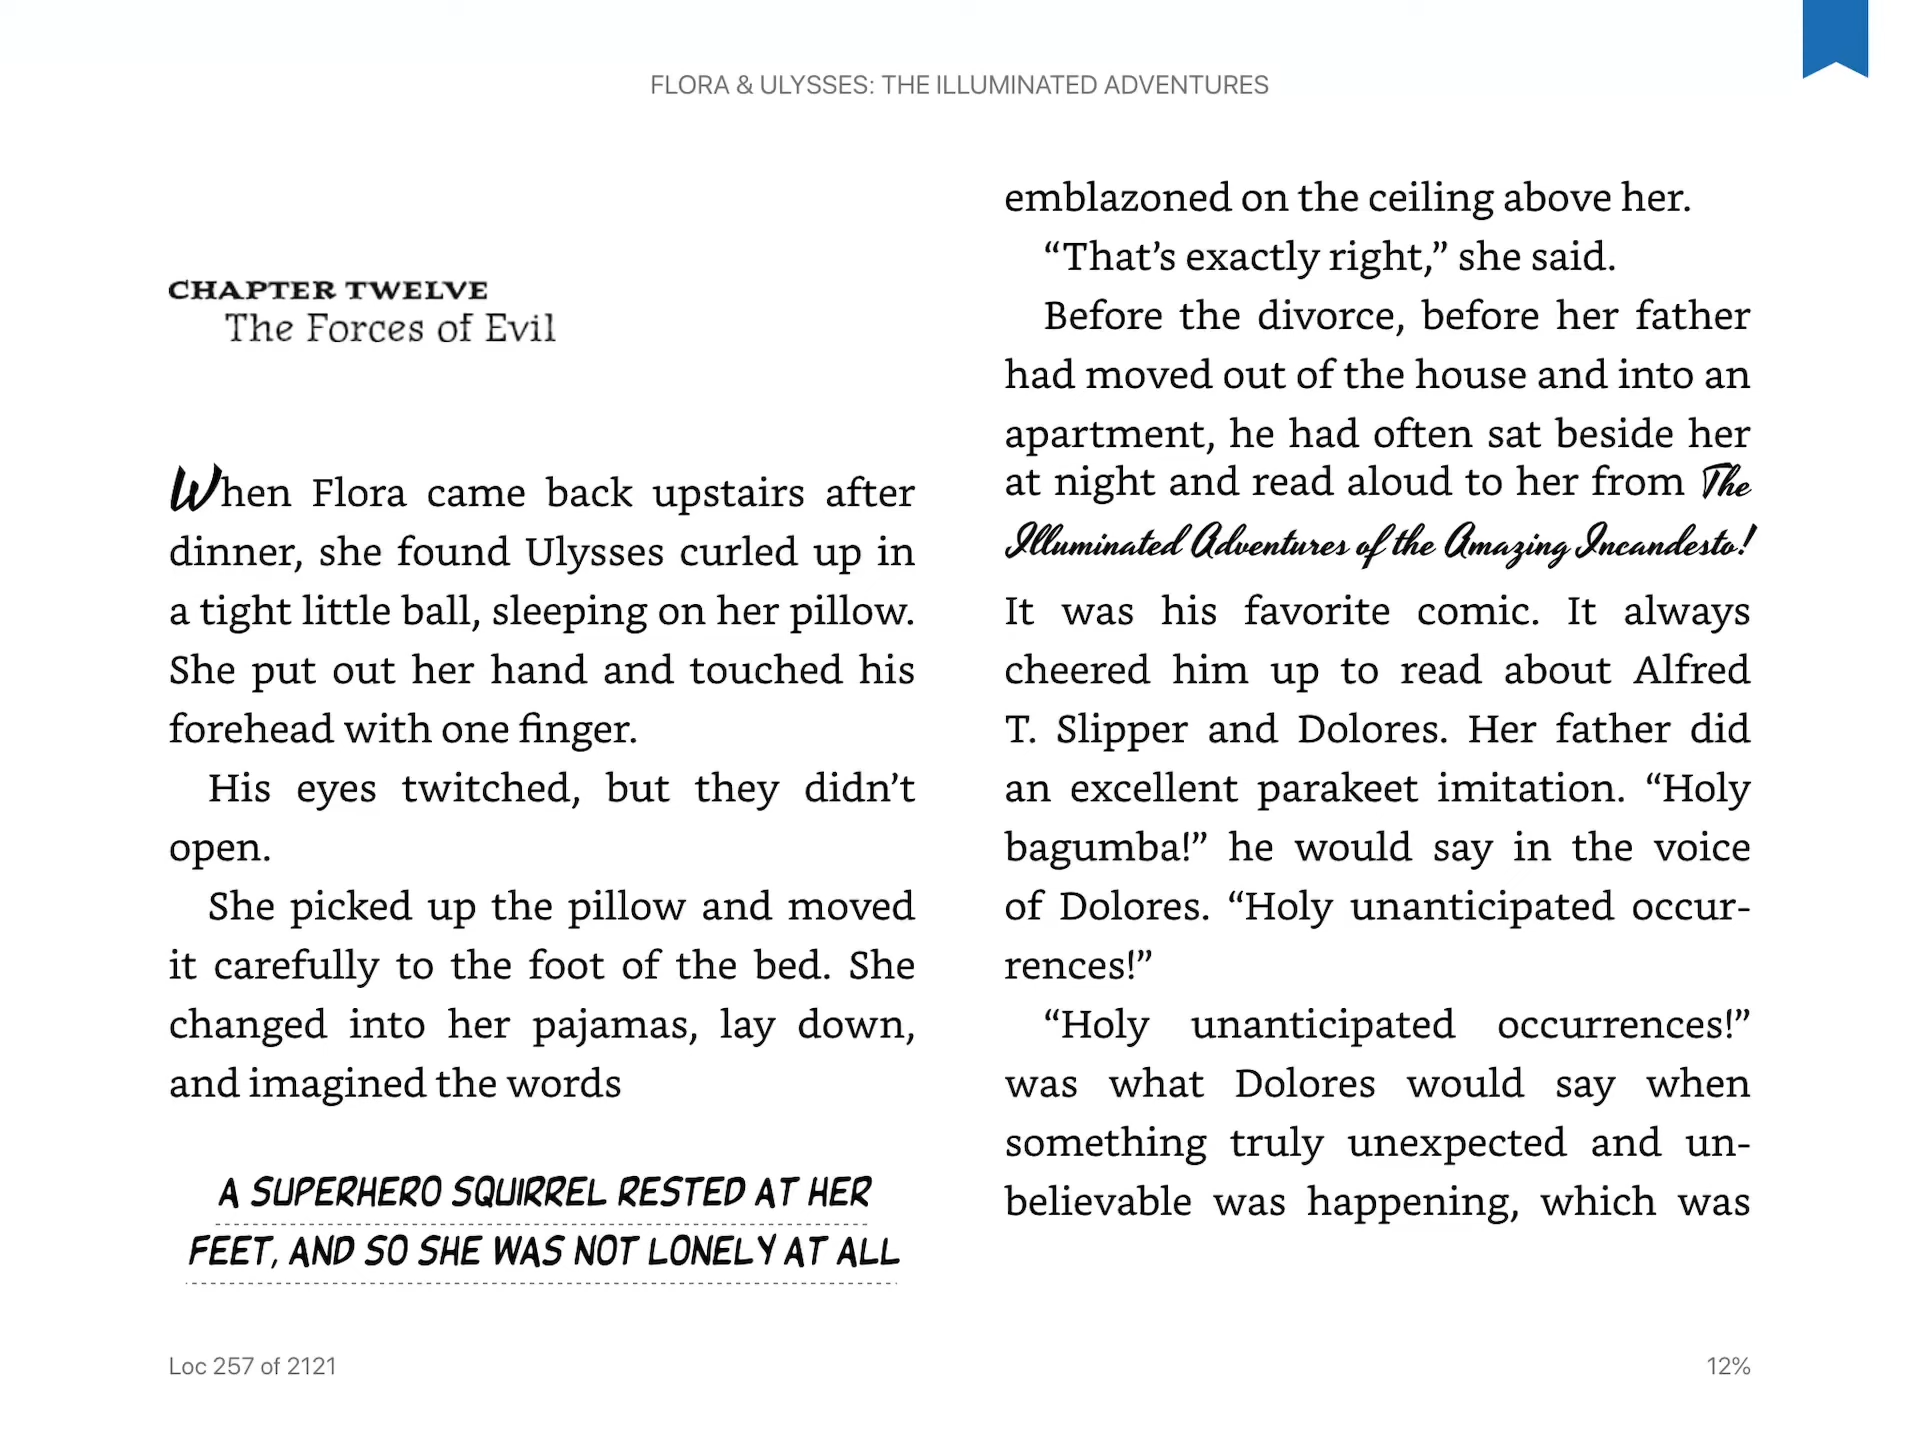 FLORA & ULYSSES: THE ILLUMINATED ADVENTURES
CHAPTER TWELVE
The Forces of Evil
When Flora came back upstairs after
dinner, she found Ulysses curled up in
a tight little ball, sleeping on her pillow.
She put out her hand and touched his
forehead with one finger.
His eyes twitched, but they didn’t
open.
She picked up the pillow and moved
it carefully to the foot of the bed. She
changed into her pajamas, lay down,
and imagined the words
A SUPERHERO SQUIRREL RESTED AT HER
FEET, AND SO SHE WAS NOT LONELY AT ALL
emblazoned on the ceiling above her.
“That’s exactly right,” she said.
Before the divorce, before her father
had moved out of the house and into an
apartment, he had often sat beside her
at night and read aloud to her from The
Illuminated Adventures of the Amazing Incandesto!
It was his favorite comic. It always
cheered him up to read about Alfred
T. Slipper and Dolores. Her father did
an excellent parakeet imitation. “Holy
bagumba!” he would say in the voice
of Dolores. “Holy unanticipated occur-
rences!”
“Holy unanticipated occurrences!”
was what Dolores would say when
something truly unexpected and un-
believable was happening, which was
Loc 257 of 2121
12%